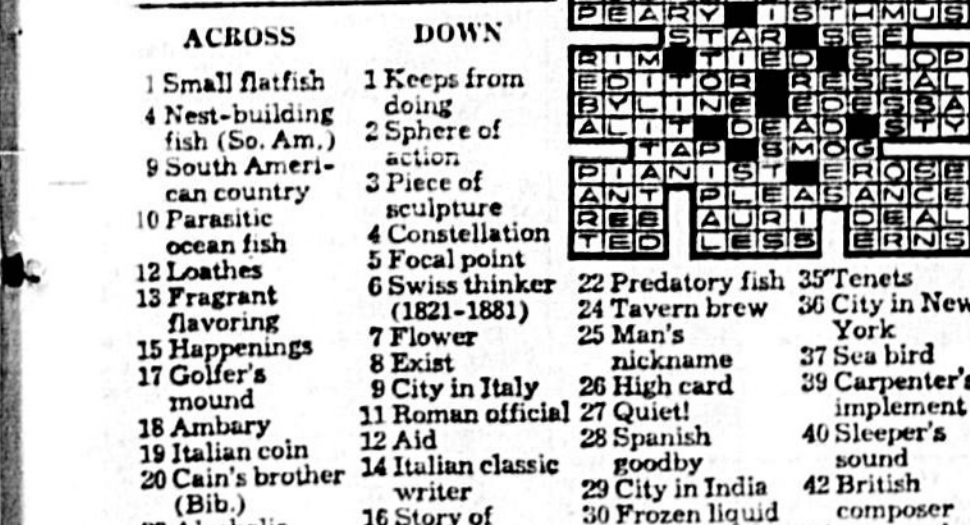 ACROSS
1 Small flatfish
4 Nest-building
fish (So. Am.)
9 South Ameri-
can country
10 Parasitic
ocean fish
12 Loathes
13 Fragrant
flavoring
15 Happenings
17 Golfer's
mound
18 Ambary
19 Italian coin
20 Cain's brother
(Bib.)
DOWN
1 Keeps from
doing
2 Sphere of
action
3 Piece of
sculpture
4 Constellation
5 Focal point
6 Swiss thinker
(1821-1881)
7 Flower
8 Exist
9 City in Italy
11 Roman official
12 Aid
14 Italian classic
writer
16 Story of
PEARY ISTHMUS
STAR SEE
RIM TIED SLOP
EDITOR RESEAL
BYLINE EDESSA
ALIT DEAD STY
TAP SMOG
PIANIST EROSE
ANT PLEASANCE
REE AURI DEAL
TED LESS ERNS
22 Predatory fish
24 Tavern brew
25 Man's
nickname
26 High card
27 Quiet!
28 Spanish
goodby
29 City in India
30 Frozen liquid
35 Tenets
36 City in New
York
37 Sea bird
39 Carpenter's
implement
40 Sleeper's
sound
42 British
composer